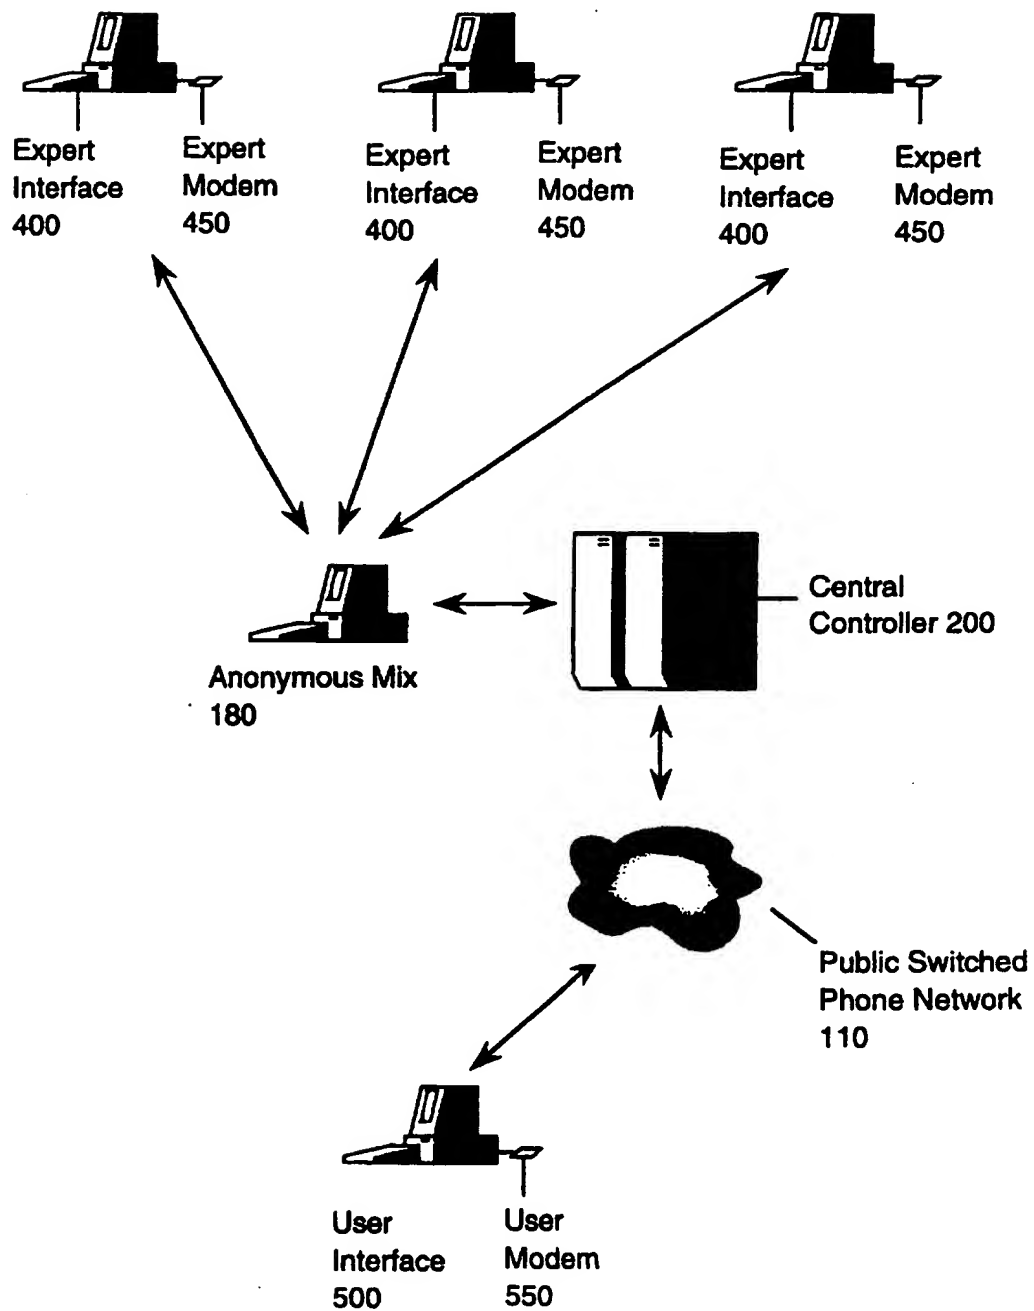 Expert
Interface
400
Expert
Modem
450
Expert
Interface
400
Expert
Modem
450
Expert
Interface
400
Expert
Modem
450
Central
Controller 200
Anonymous Mix
180
Public Switched
Phone Network
110
User
Interface
500
User
Modem
550